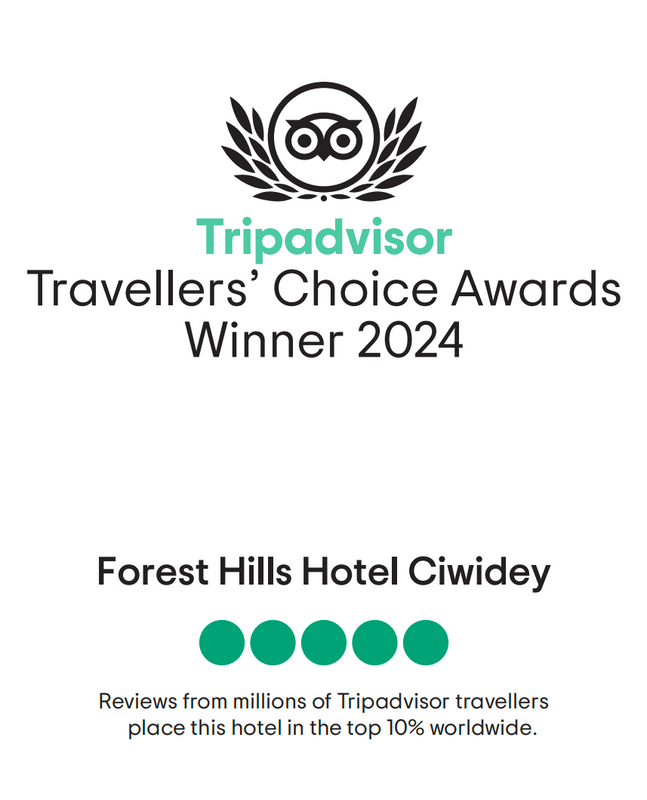 Tripadvisor
Travellers’ Choice Awards
Winner 2024
Forest Hills Hotel Ciwidey
Reviews from millions of Tripadvisor travellers
place this hotel in the top 10% worldwide.